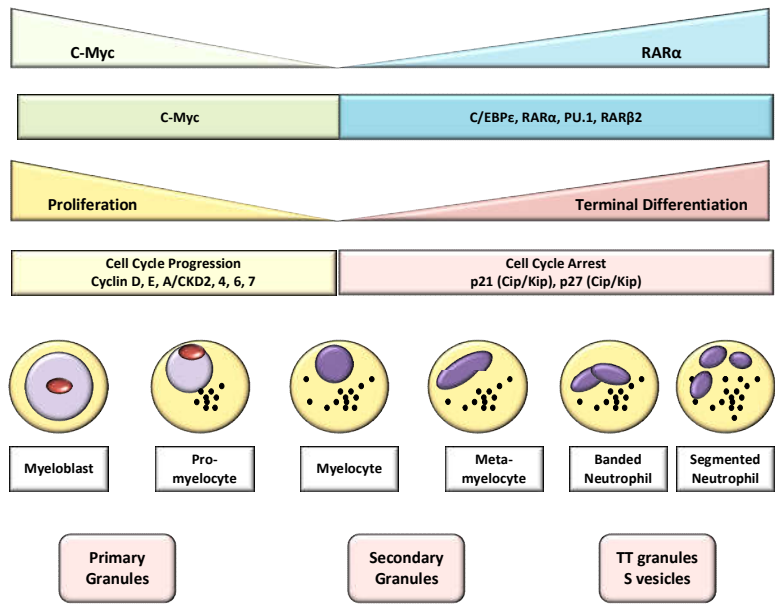 C-Myc
RARα
C-Myc
C/EBPε, RARα, PU.1, RARβ2
Proliferation
Terminal Differentiation
Cell Cycle Progression
Cyclin D, E, A/CKD2, 4, 6, 7
Cell Cycle Arrest
p21 (Cip/Kip), p27 (Cip/Kip)
Myeloblast
Pro-
myelocyte
Myelocyte
Meta-
myelocyte
Banded
Neutrophil
Segmented
Neutrophil
Primary
Granules
Secondary
Granules
TT granules
S vesicles